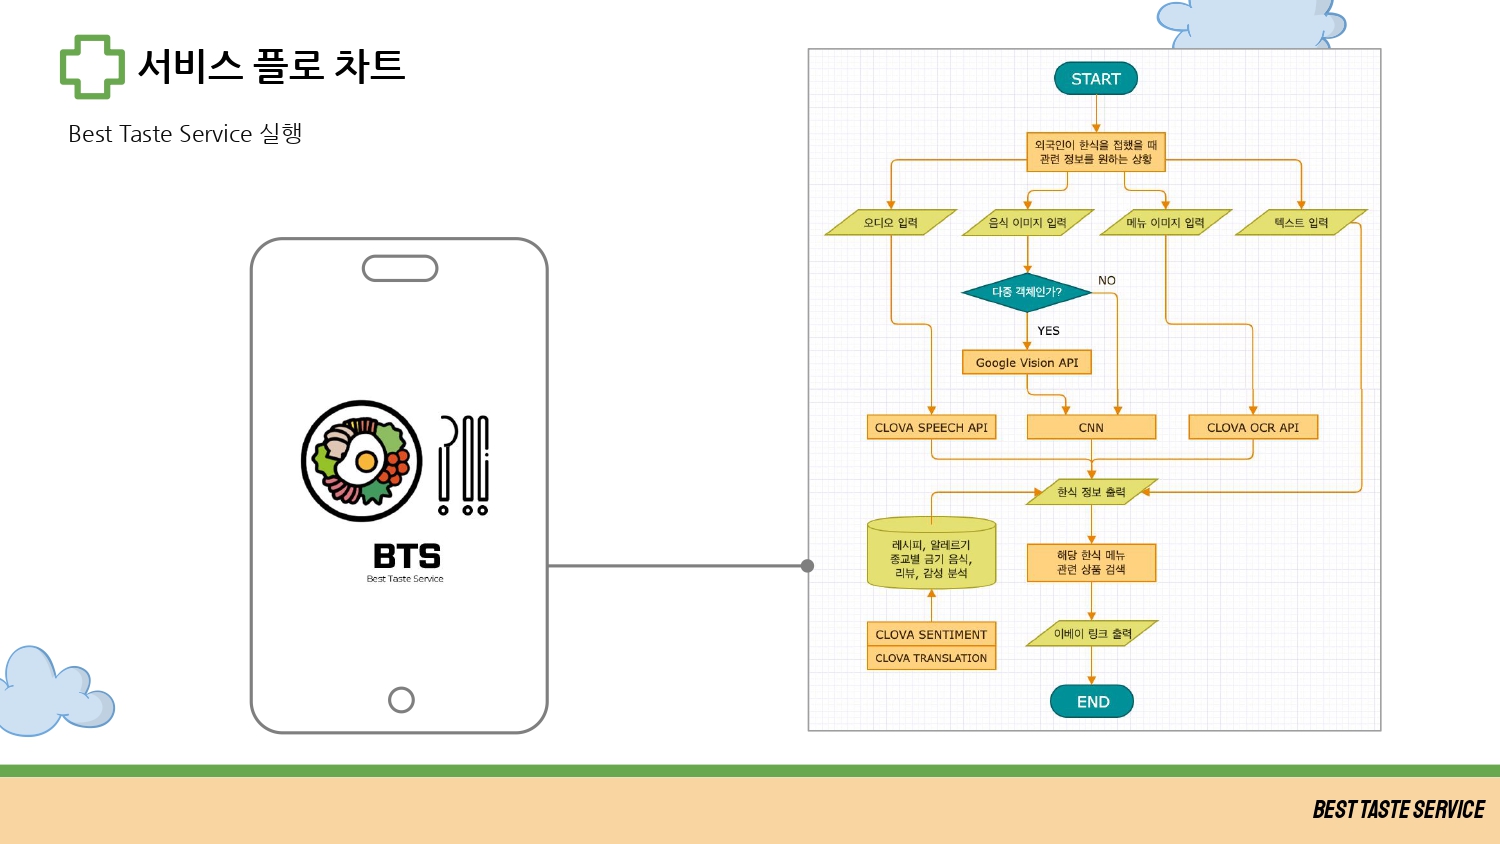 서비스 플로 차트
Best Taste Service 실행
BTS
Best Taste Service
START
외국인이 한식을 접했을 때
관련 정보를 원하는 상황
오디오 입력
음식 이미지 입력
메뉴 이미지 입력
텍스트 입력
다중 객체인가?
NO
YES
Google Vision API
CLOVA SPEECH API
CNN
CLOVA OCR API
한식 정보 출력
레시피, 알레르기
종교별 금기 음식,
리뷰, 감성 분석
해당 한식 메뉴
관련 상품 검색
CLOVA SENTIMENT
CLOVA TRANSLATION
이베이 링크 출력
END
BEST TASTE SERVICE